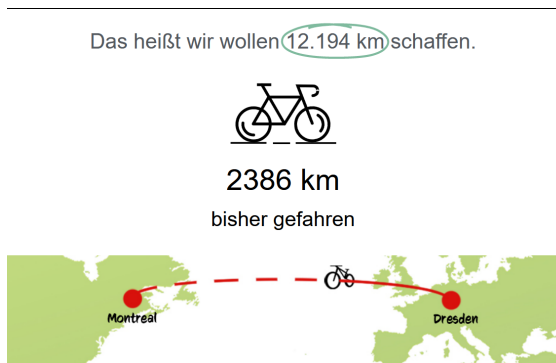 Das heißt wir wollen 12.194 km schaffen.
2386 km
bisher gefahren
Montreal
Dresden